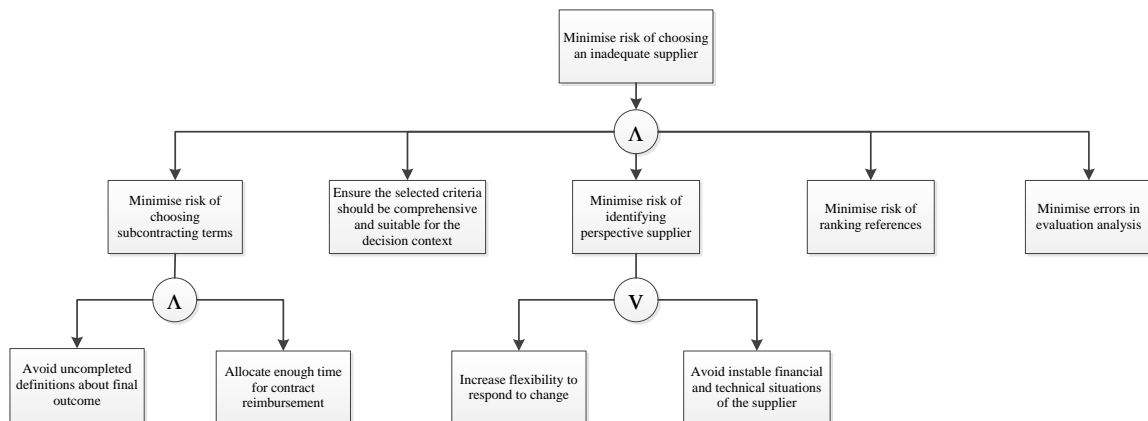 Minimise risk of choosing
an inadequate supplier
Λ
Minimise risk of
choosing
subcontracting terms
Ensure the selected criteria
should be comprehensive
and suitable for the
decision context
Minimise risk of
identifying
perspective supplier
Minimise risk of
ranking references
Minimise errors in
evaluation analysis
Λ
V
Avoid uncompleted
definitions about final
outcome
Allocate enough time
for contract
reimbursement
Increase flexibility to
respond to change
Avoid instable financial
and technical situations
of the supplier